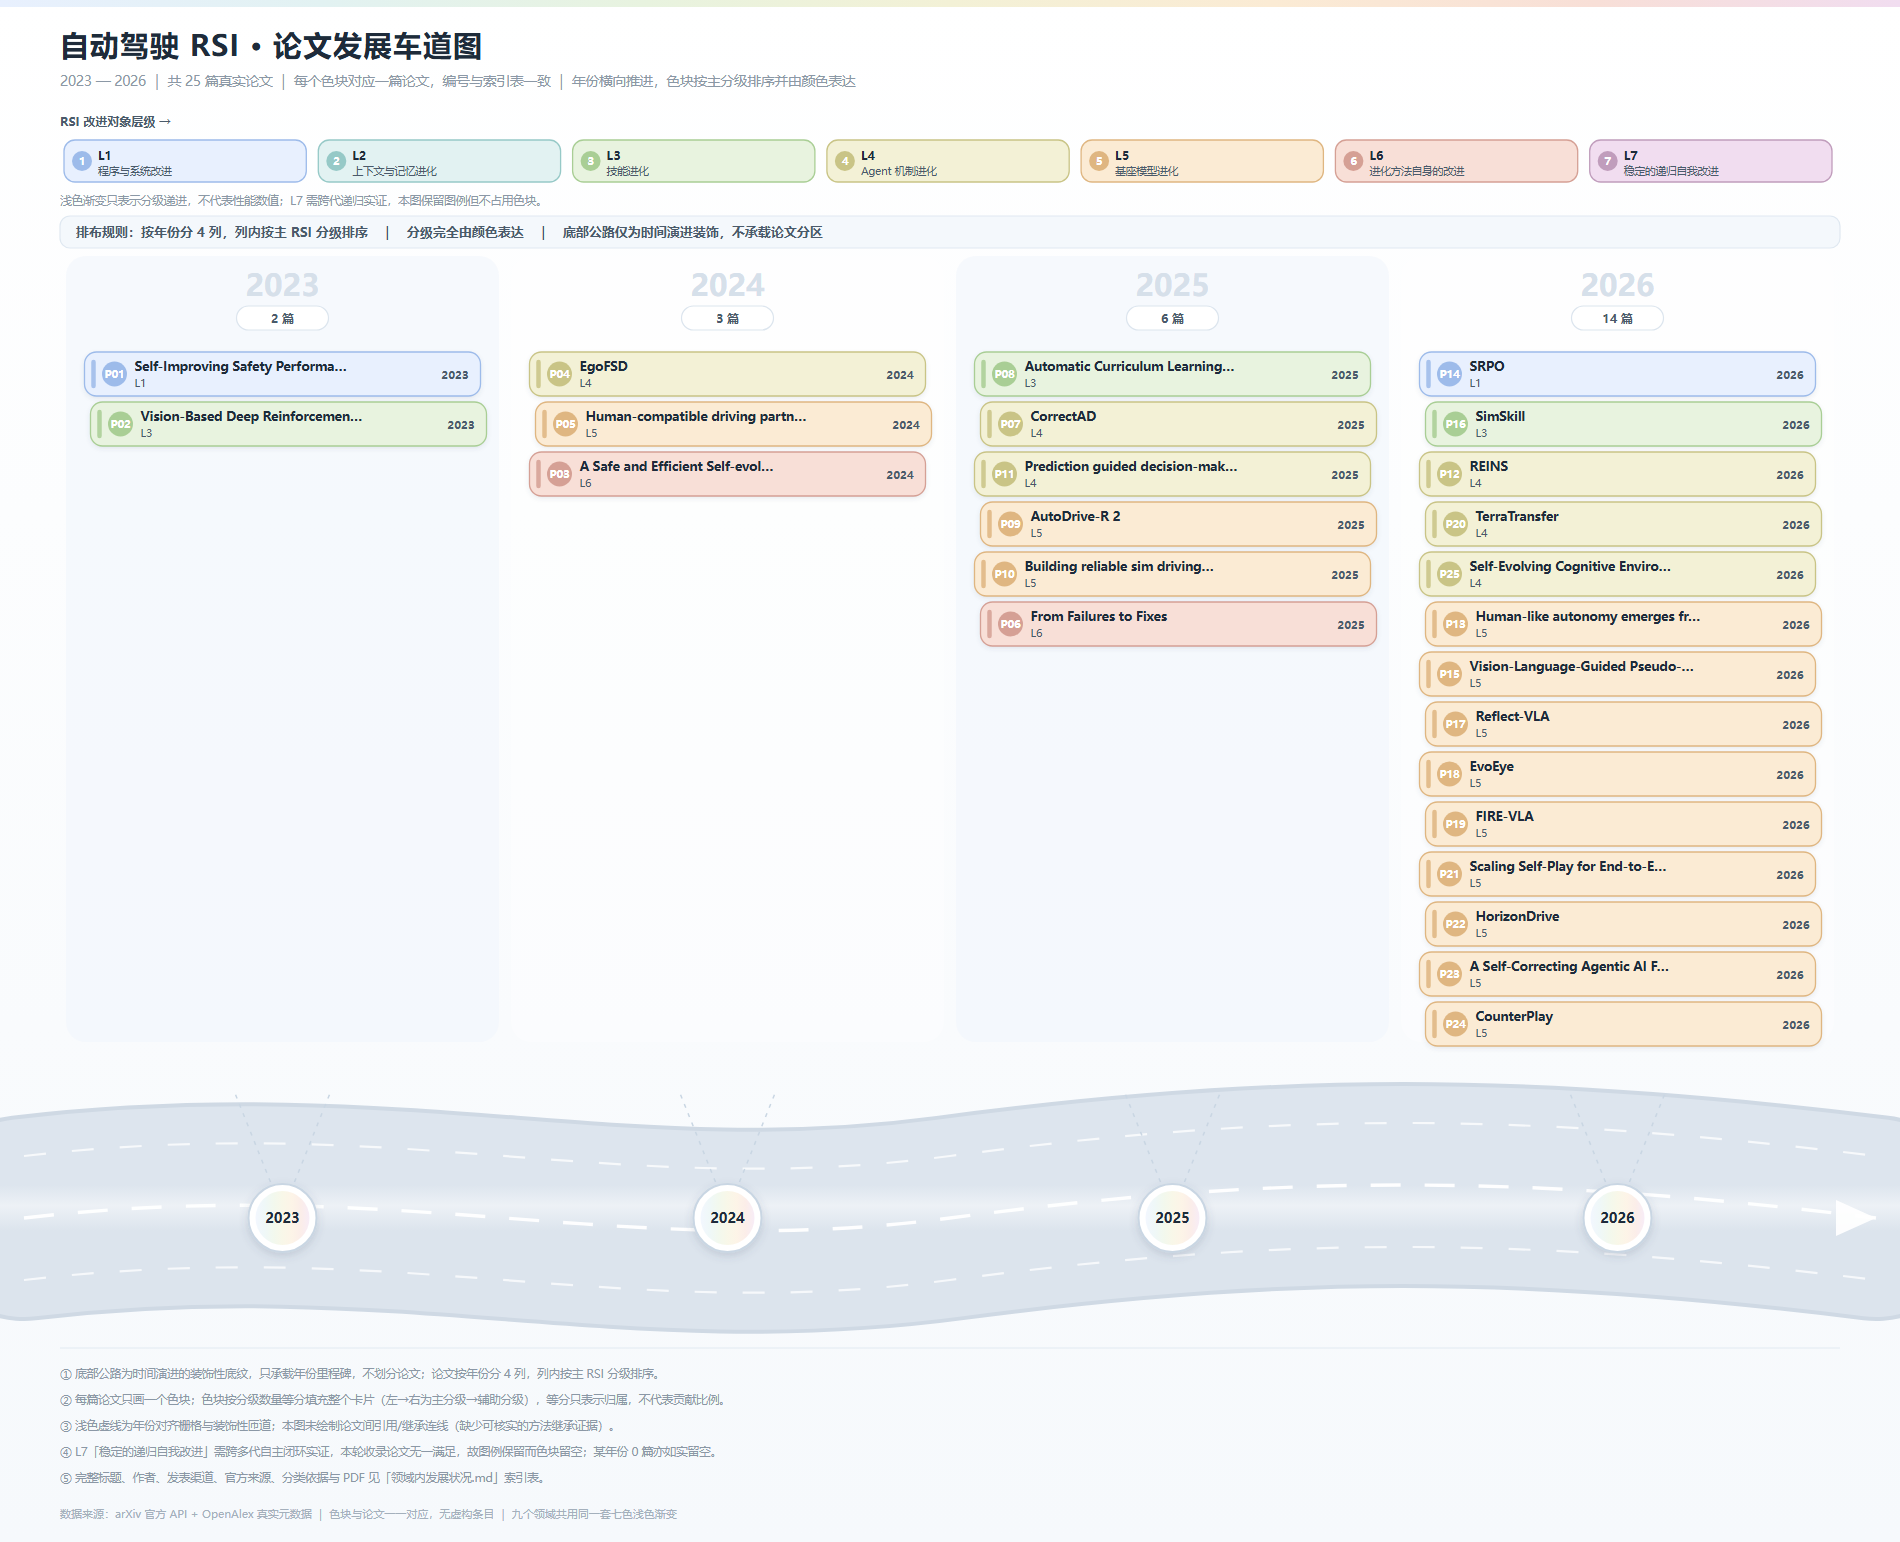 自动驾驶 RSI · 论文发展车道图
2023 — 2026 | 共 25 篇真实论文 | 每个色块对应一篇论文，编号与索引表一致 | 年份横向推进，色块按主分级排序并由颜色表达
RSI 改进对象层级 →
1 L1
程序与系统改进
2 L2
上下文与记忆进化
3 L3
技能进化
4 L4
Agent 机制进化
5 L5
基座模型进化
6 L6
进化方法自身的改进
7 L7
稳定的递归自我改进
浅色渐变只表示分级递进，不代表性能数值；L7 需跨代递归实证，本图保留图例但不占用色块。
排布规则：按年份分 4 列，列内按主 RSI 分级排序 | 分级完全由颜色表达 | 底部公路仅为时间演进装饰，不承载论文分区
2023
2 篇
P01 Self-Improving Safety Performa... 2023
L1
P02 Vision-Based Deep Reinforcemen... 2023
L3
2024
3 篇
P04 EgoFSD 2024
L4
P05 Human-compatible driving partn... 2024
L5
P03 A Safe and Efficient Self-evol... 2024
L6
2025
6 篇
P08 Automatic Curriculum Learning... 2025
L3
P07 CorrectAD 2025
L4
P11 Prediction guided decision-mak... 2025
L4
P09 AutoDrive-R 2 2025
L5
P10 Building reliable sim driving... 2025
L5
P06 From Failures to Fixes 2025
L6
2026
14 篇
P14 SRPO 2026
L1
P16 SimSkill 2026
L3
P12 REINS 2026
L4
P20 TerraTransfer 2026
L4
P25 Self-Evolving Cognitive Enviro... 2026
L4
P13 Human-like autonomy emerges fr... 2026
L5
P15 Vision-Language-Guided Pseudo-... 2026
L5
P17 Reflect-VLA 2026
L5
P18 EvoEye 2026
L5
P19 FIRE-VLA 2026
L5
P21 Scaling Self-Play for End-to-E... 2026
L5
P22 HorizonDrive 2026
L5
P23 A Self-Correcting Agentic AI F... 2026
L5
P24 CounterPlay 2026
L5
2023
2024
2025
2026
① 底部公路为时间演进的装饰性底纹，只承载年份里程碑，不划分论文；论文按年份分 4 列，列内按主 RSI 分级排序。
② 每篇论文只画一个色块；色块按分级数量等分填充整个卡片（左→右为主分级→辅助分级），等分只表示归属，不代表贡献比例。
③ 浅色虚线为年份对齐栅格与装饰性匝道；本图未绘制论文间引用/继承连线（缺少可核实的方法继承证据）。
④ L7「稳定的递归自我改进」需跨多代自主闭环实证，本轮收录论文无一满足，故图例保留而色块留空；某年份 0 篇亦如实留空。
⑤ 完整标题、作者、发表渠道、官方来源、分类依据与 PDF 见「领域内发展状况.md」索引表。
数据来源：arXiv 官方 API + OpenAlex 真实元数据 | 色块与论文一一对应，无虚构条目 | 九个领域共用同一套七色浅色渐变